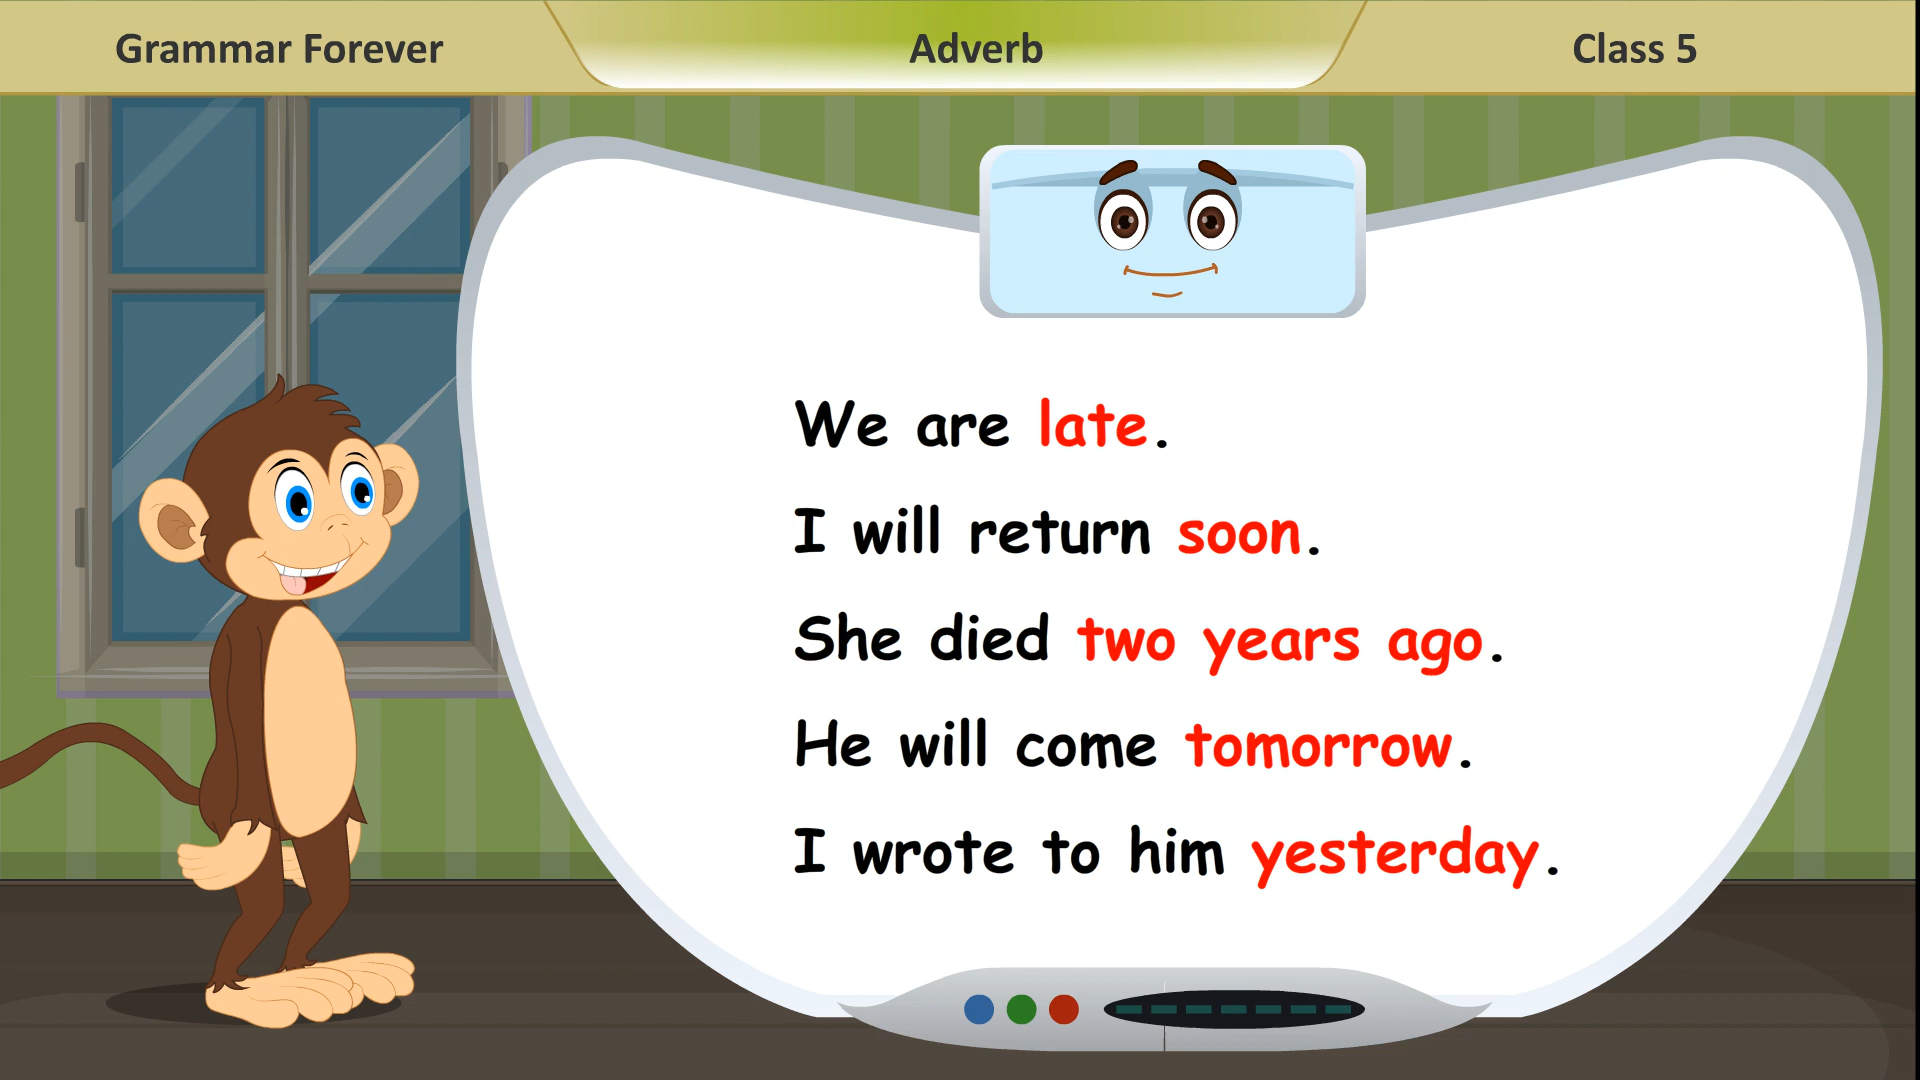 Grammar Forever
Adverb
Class 5
We are late.
I will return soon.
She died two years ago.
He will come tomorrow.
I wrote to him yesterday.